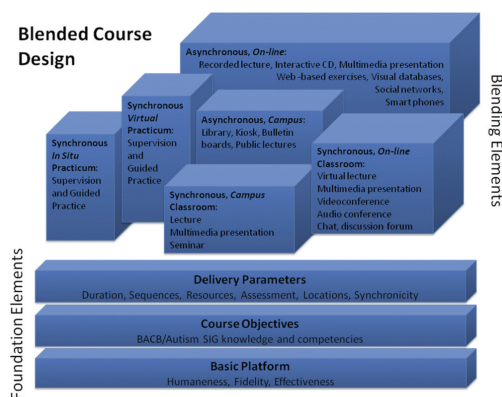 Blended Course
Design
Asynchronous, On-line:
Recorded lecture, Interactive CD, Multimedia presentation
Web -based exercises, Visual databases,
Social networks,
Smart phones
Synchronous
Virtual
Practicum:
Supervision
and
Guided
Practice
Asynchronous, Campus:
Library, Kiosk, Bulletin
boards, Public lectures
Synchronous
In Situ
Practicum:
Supervision
and Guided
Practice
Synchronous, On-line
Classroom:
Virtual lecture
Multimedia presentation
Videoconference
Audio conference
Chat, discussion forum
Synchronous, Campus
Classroom:
Lecture
Multimedia presentation
Seminar
Blending Elements
Foundation Elements
Delivery Parameters
Duration, Sequences, Resources, Assessment, Locations, Synchronicity
Course Objectives
BACB/Autism SIG knowledge and competencies
Basic Platform
Humaneness, Fidelity, Effectiveness